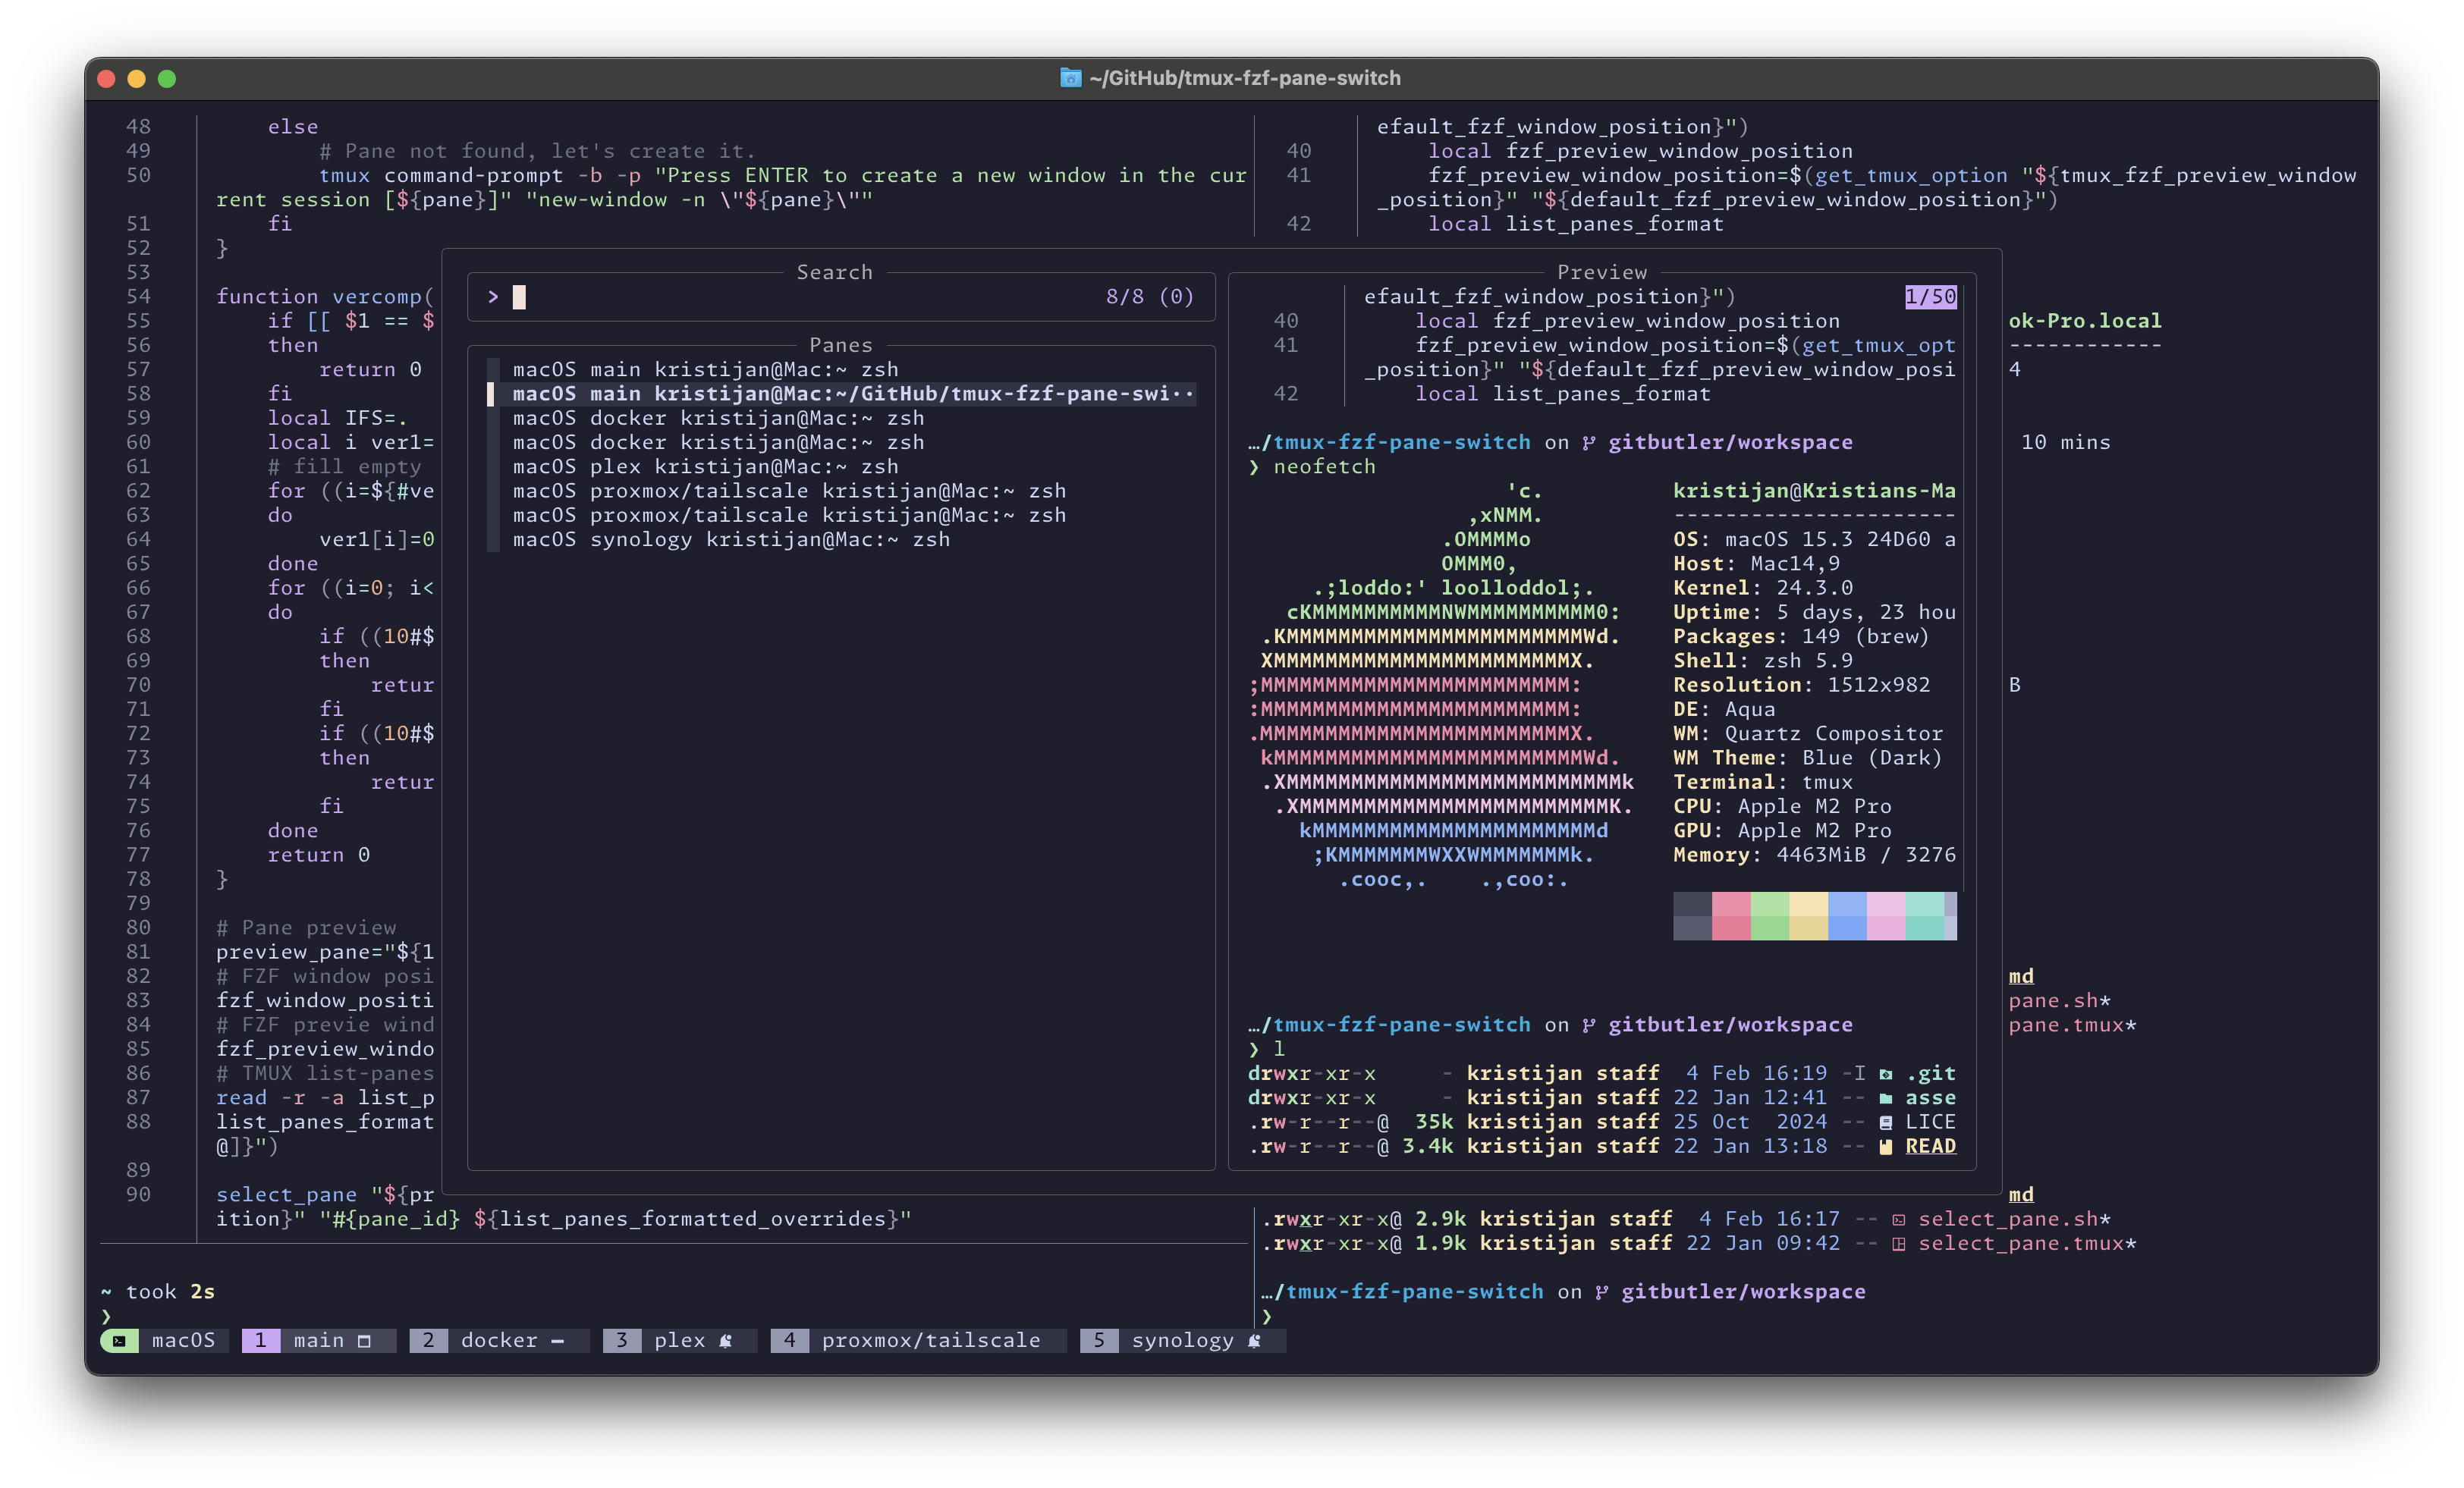 ~/GitHub/tmux-fzf-pane-switch
48 else
49 # Pane not found, let's create it.
50 tmux command-prompt -b -p "Press ENTER to create a new window in the cur
rent session [${pane}]" "new-window -n \"${pane}\""
51 fi
52 }
53
54 function vercomp(
55 if [[ $1 == $
56 then
57 return 0
58 fi
59 local IFS=.
60 local i ver1=
61 # fill empty
62 for ((i=${#ve
63 do
64 ver1[i]=0
65 done
66 for ((i=0; i<
67 do
68 if ((10#$
69 then
70 retur
71 fi
72 if ((10#$
73 then
74 retur
75 fi
76 done
77 return 0
78 }
79
80 # Pane preview
81 preview_pane="${1
82 # FZF window posi
83 fzf_window_positi
84 # FZF previe wind
85 fzf_preview_windo
86 # TMUX list-panes
87 read -r -a list_p
88 list_panes_format
@]}")
89
90 select_pane "${pr
ition}" "#{pane_id} ${list_panes_formatted_overrides}"
~ took 2s
❯
efault_fzf_window_position}")
40 local fzf_preview_window_position
41 fzf_preview_window_position=$(get_tmux_option "${tmux_fzf_preview_window
_position}" "${default_fzf_preview_window_position}")
42 local list_panes_format
Search
> 8/8 (0)
Panes
macOS main kristijan@Mac:~ zsh
macOS main kristijan@Mac:~/GitHub/tmux-fzf-pane-swi··
macOS docker kristijan@Mac:~ zsh
macOS docker kristijan@Mac:~ zsh
macOS plex kristijan@Mac:~ zsh
macOS proxmox/tailscale kristijan@Mac:~ zsh
macOS proxmox/tailscale kristijan@Mac:~ zsh
macOS synology kristijan@Mac:~ zsh
Preview
efault_fzf_window_position}") 1/50
40 local fzf_preview_window_position
41 fzf_preview_window_position=$(get_tmux_opt
_position}" "${default_fzf_preview_window_posi
42 local list_panes_format
…/tmux-fzf-pane-switch on gitbutler/workspace
❯ neofetch
'c. kristijan@Kristians-Ma
,xNMM. ----------------------
.OMMMMo OS: macOS 15.3 24D60 a
OMMM0, Host: Mac14,9
.;loddo:' loolloddol;. Kernel: 24.3.0
cKMMMMMMMMMMNWMMMMMMMMMM0: Uptime: 5 days, 23 hou
.KMMMMMMMMMMMMMMMMMMMMMMMWd. Packages: 149 (brew)
XMMMMMMMMMMMMMMMMMMMMMMMX. Shell: zsh 5.9
;MMMMMMMMMMMMMMMMMMMMMMMM: Resolution: 1512x982
:MMMMMMMMMMMMMMMMMMMMMMMM: DE: Aqua
.MMMMMMMMMMMMMMMMMMMMMMMMX. WM: Quartz Compositor
kMMMMMMMMMMMMMMMMMMMMMMMMWd. WM Theme: Blue (Dark)
.XMMMMMMMMMMMMMMMMMMMMMMMMMMk Terminal: tmux
.XMMMMMMMMMMMMMMMMMMMMMMMMK. CPU: Apple M2 Pro
kMMMMMMMMMMMMMMMMMMMMMMd GPU: Apple M2 Pro
;KMMMMMMMWXXWMMMMMMMk. Memory: 4463MiB / 3276
.cooc,. .,coo:.
…/tmux-fzf-pane-switch on gitbutler/workspace
❯ l
drwxr-xr-x - kristijan staff 4 Feb 16:19 -I .git
drwxr-xr-x - kristijan staff 22 Jan 12:41 -- asse
.rw-r--r--@ 35k kristijan staff 25 Oct 2024 -- LICE
.rw-r--r--@ 3.4k kristijan staff 22 Jan 13:18 -- READ
ok-Pro.local
------------
4
10 mins
B
md
pane.sh*
pane.tmux*
md
.rwxr-xr-x@ 2.9k kristijan staff 4 Feb 16:17 -- select_pane.sh*
.rwxr-xr-x@ 1.9k kristijan staff 22 Jan 09:42 -- select_pane.tmux*
…/tmux-fzf-pane-switch on gitbutler/workspace
❯
macOS 1 main 2 docker 3 plex 4 proxmox/tailscale 5 synology